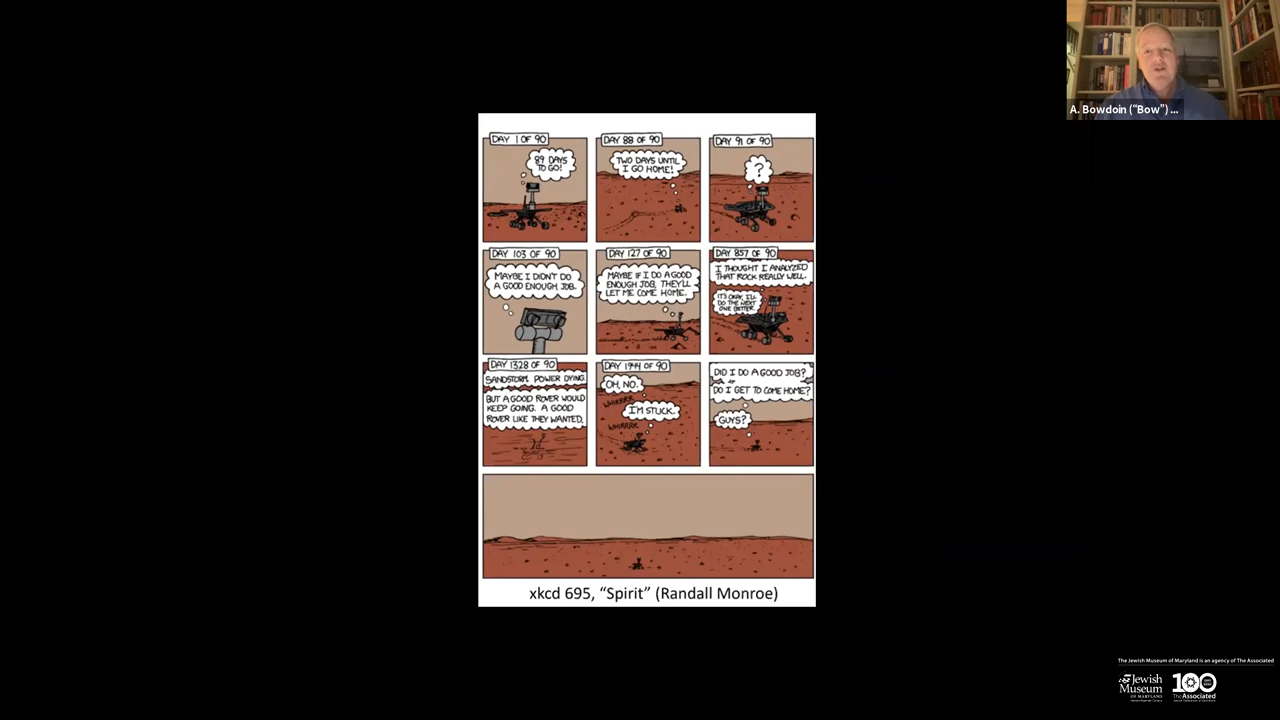 A. Bowdoin ("Bow") ...
DAY 1 OF 90
89 DAYS
TO GO!
DAY 88 OF 90
TWO DAYS UNTIL
I GO HOME!
DAY 91 OF 90
?
DAY 103 OF 90
MAYBE I DIDN'T DO
A GOOD ENOUGH JOB.
DAY 127 OF 90
MAYBE IF I DO A GOOD
ENOUGH JOB, THEY'LL
LET ME COME HOME.
DAY 857 OF 90
I THOUGHT I ANALYZED
THAT ROCK REALLY WELL.
IT'S OKAY, I'LL
DO THE NEXT
ONE BETTER.
DAY 1328 OF 90
SANDSTORM. POWER DYING.
BUT A GOOD ROVER WOULD
KEEP GOING. A GOOD
ROVER LIKE THEY WANTED.
DAY 1944 OF 90
OH, NO.
WHIRRRR
I'M STUCK.
WHIRRRR
DID I DO A GOOD JOB?
DO I GET TO COME HOME?
GUYS?
xkcd 695, "Spirit" (Randall Monroe)
The Jewish Museum of Maryland is an agency of The Associated
Jewish
Museum
OF MARYLAND
100
The Associated